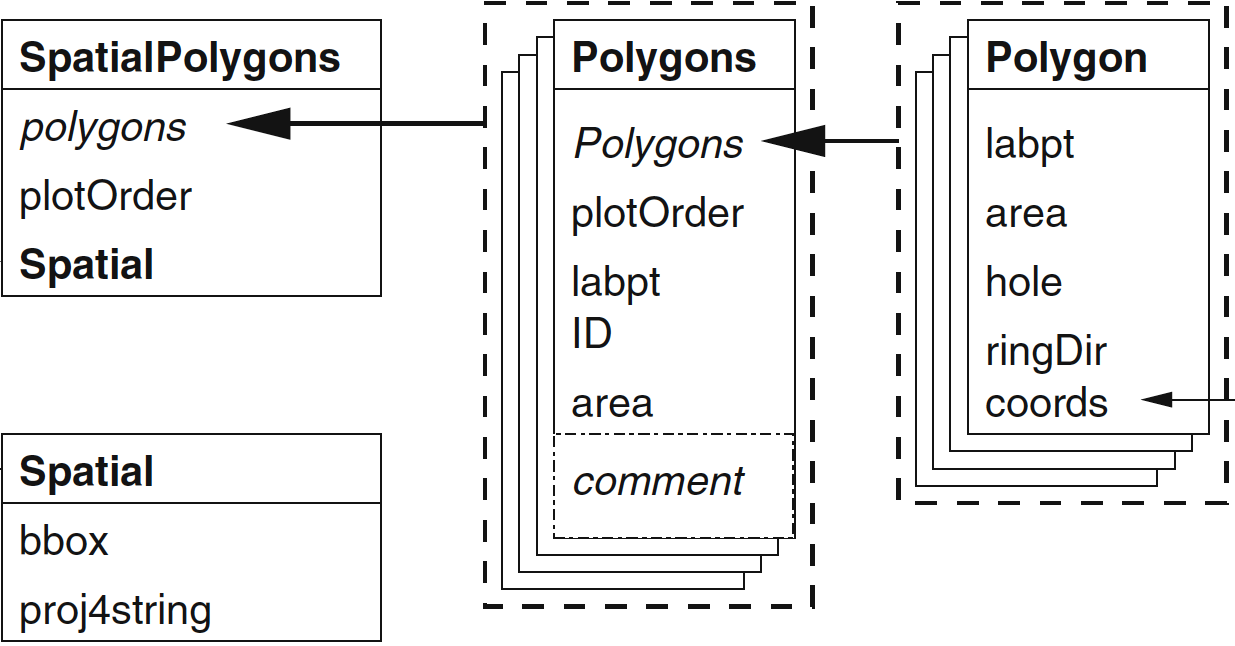 SpatialPolygons
polygons
plotOrder
Spatial
Spatial
bbox
proj4string
Polygons
Polygons
plotOrder
labpt
ID
area
comment
Polygon
labpt
area
hole
ringDir
coords